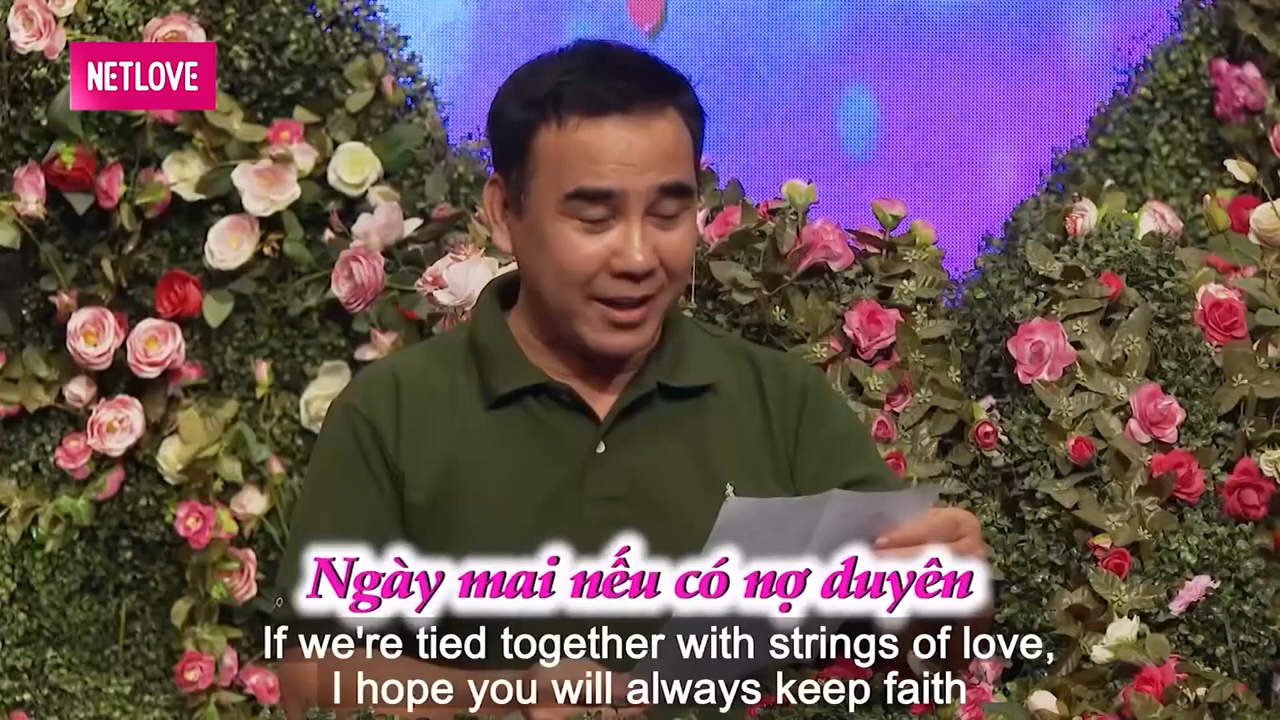 NETLOVE
Ngày mai nếu có nợ duyên
If we're tied together with strings of love,
I hope you will always keep faith